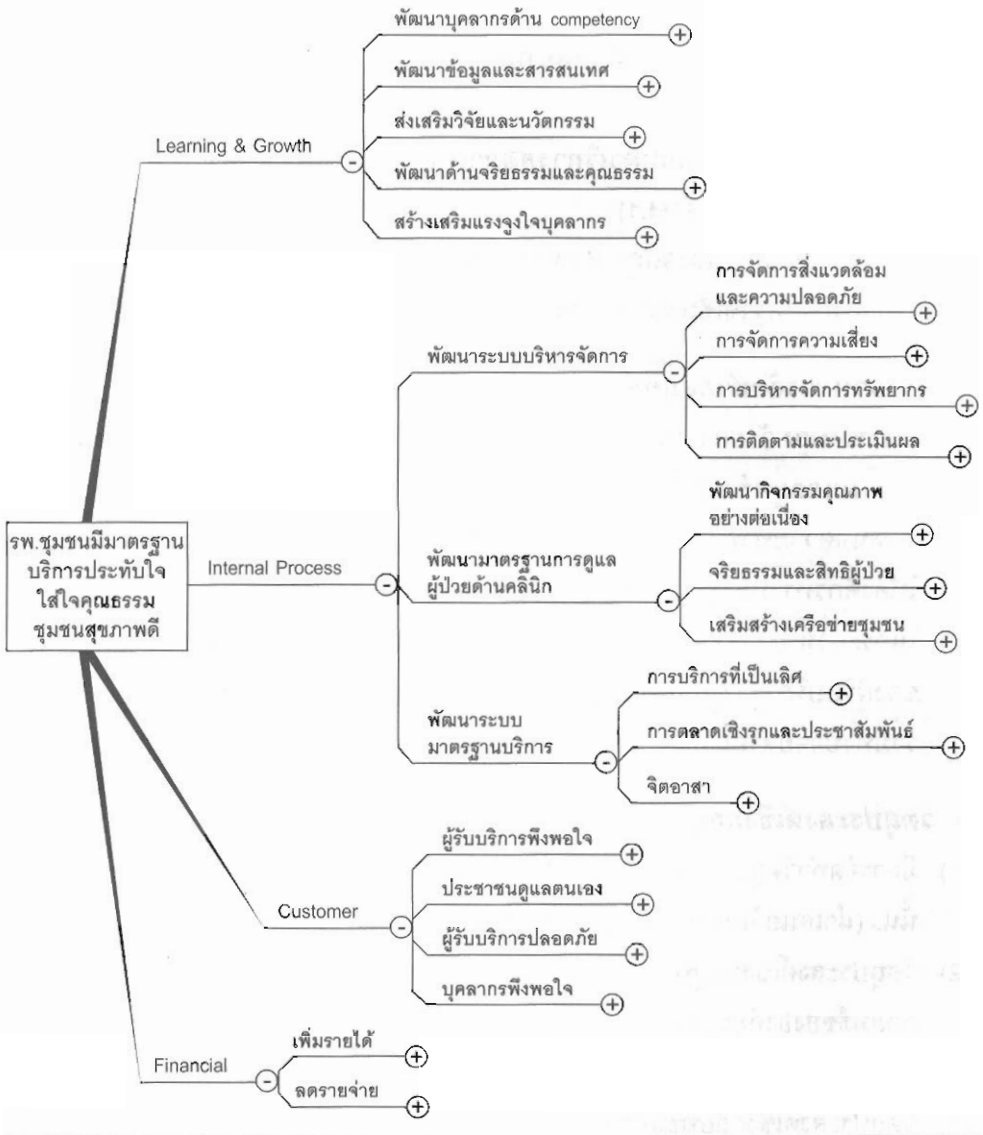 พัฒนาบุคลากรด้าน competency
พัฒนาข้อมูลและสารสนเทศ
ส่งเสริมวิจัยและนวัตกรรม
Learning & Growth
พัฒนาด้านจริยธรรมและคุณธรรม
สร้างเสริมแรงจูงใจบุคลากร
การจัดการสิ่งแวดล้อม
และความปลอดภัย
พัฒนาระบบบริหารจัดการ
การจัดการความเสี่ยง
การบริหารจัดการทรัพยากร
การติดตามและประเมินผล
รพ.ชุมชนมีมาตรฐาน
บริการประทับใจ
ใส่ใจคุณธรรม
ชุมชนสุขภาพดี
Internal Process
พัฒนามาตรฐานการดูแล
ผู้ป่วยด้านคลินิก
พัฒนากิจกรรมคุณภาพ
อย่างต่อเนื่อง
จริยธรรมและสิทธิผู้ป่วย
เสริมสร้างเครือข่ายชุมชน
พัฒนาระบบ
มาตรฐานบริการ
การบริการที่เป็นเลิศ
การตลาดเชิงรุกและประชาสัมพันธ์
จิตอาสา
Customer
ผู้รับบริการพึงพอใจ
ประชาชนดูแลตนเอง
ผู้รับบริการปลอดภัย
บุคลากรพึงพอใจ
Financial
เพิ่มรายได้
ลดรายจ่าย